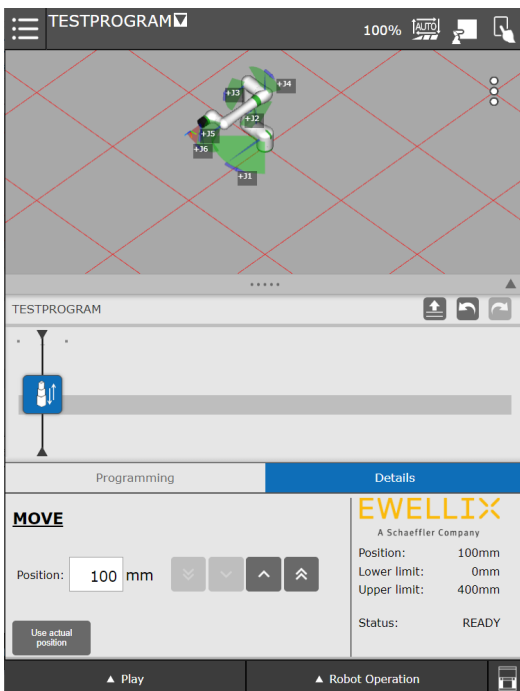 TESTPROGRAM
100%
AUTO
+J4
+J3
+J2
+J5
+J6
+J1
TESTPROGRAM
Programming
Details
MOVE
EWELLIX
A Schaeffler Company
Position: 100 mm
Position: 100mm
Lower limit: 0mm
Upper limit: 400mm
Use actual
position
Status: READY
▲ Play
▲ Robot Operation